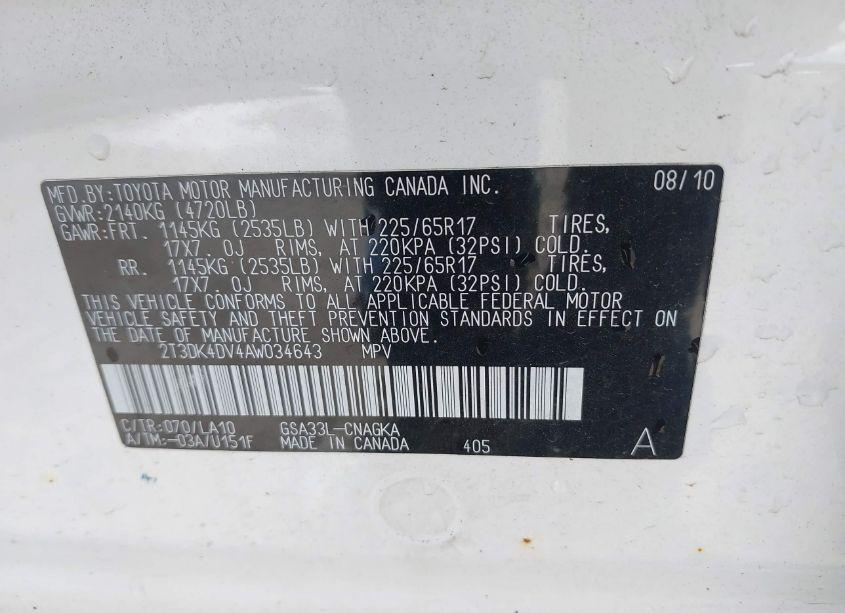 MFD.BY:TOYOTA MOTOR MANUFACTURING CANADA INC. 08/10
GVWR:2140KG (4720LB)
GAWR:FRT. 1145KG (2535LB) WITH 225/65R17 TIRES,
17X7.0J RIMS, AT 220KPA (32PSI) COLD.
RR. 1145KG (2535LB) WITH 225/65R17 TIRES,
17X7.0J RIMS, AT 220KPA (32PSI) COLD.
THIS VEHICLE CONFORMS TO ALL APPLICABLE FEDERAL MOTOR
VEHICLE SAFETY AND THEFT PREVENTION STANDARDS IN EFFECT ON
THE DATE OF MANUFACTURE SHOWN ABOVE.
2T3DK4DV4AW034643 MPV
C/TR:070/LA10 GSA33L-CNAGKA
A/TM:-03A/U151F MADE IN CANADA 405 A